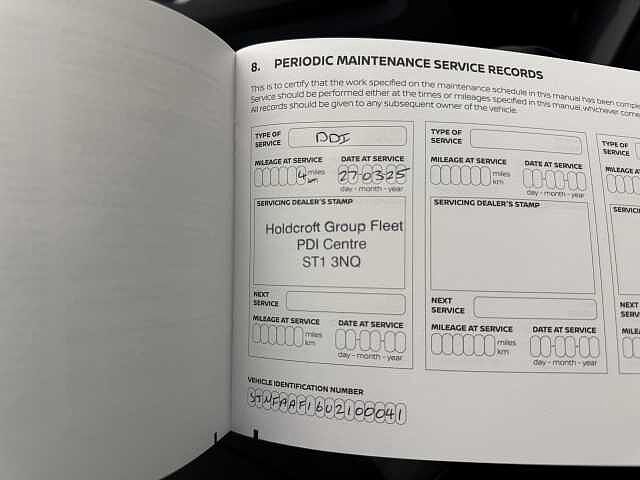 8. PERIODIC MAINTENANCE SERVICE RECORDS
This is to certify that the work specified on the maintenance schedule in this manual has been
Service should be performed either at the times or mileages specified in this manual, whichever
All records should be given to any subsequent owner of the vehicle.
TYPE OF SERVICE PDI
MILEAGE AT SERVICE DATE AT SERVICE
4 miles km 27-03-25
day - month - year
SERVICING DEALER'S STAMP
Holdcroft Group Fleet
PDI Centre
ST1 3NQ
NEXT SERVICE
MILEAGE AT SERVICE DATE AT SERVICE
miles km
day - month - year
TYPE OF SERVICE
MILEAGE AT SERVICE DATE AT SERVICE
miles km
day - month - year
SERVICING DEALER'S STAMP
NEXT SERVICE
MILEAGE AT SERVICE DATE AT SERVICE
miles km
day - month - year
TYPE OF SERVICE
NEXT SERVICE
VEHICLE IDENTIFICATION NUMBER